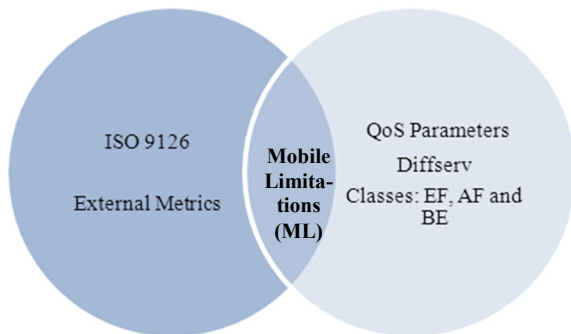 ISO 9126
External Metrics
Mobile
Limita-
tions
(ML)
QoS Parameters
Diffserv
Classes: EF, AF and
BE